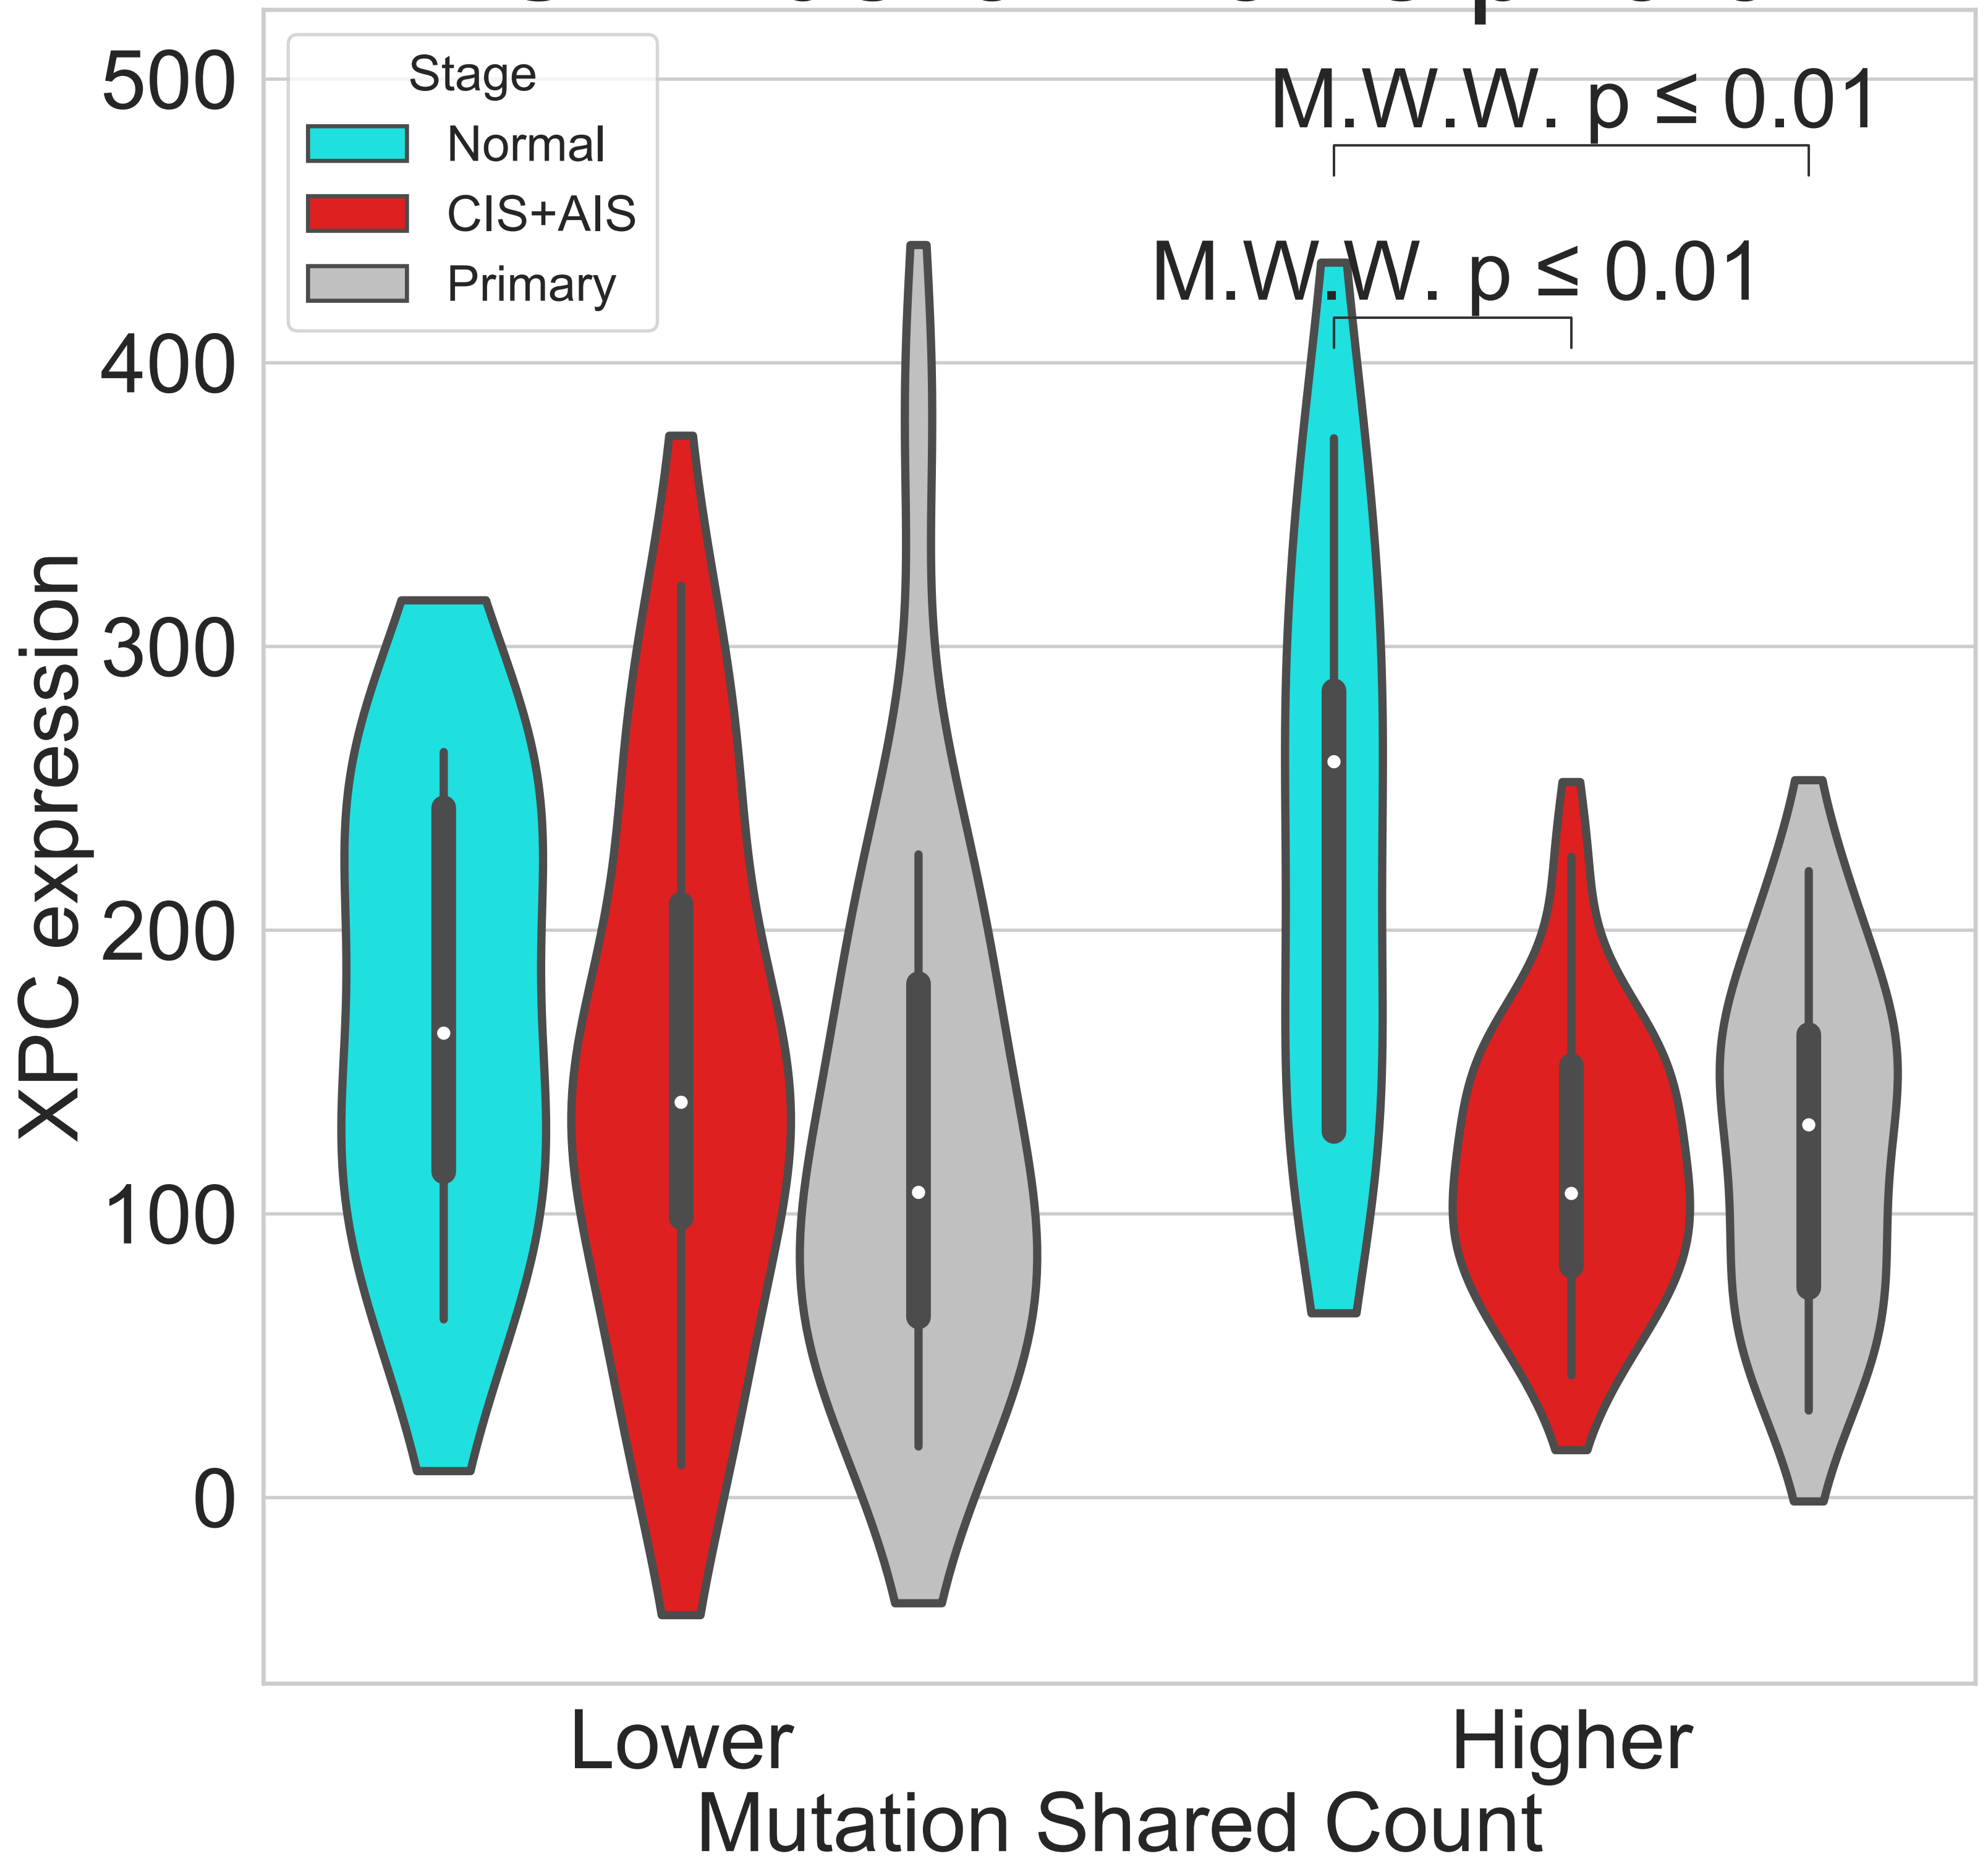 500
400
300
200
100
0
XPC expression
Stage
Normal
CIS+AIS
Primary
M.W.W. p ≤ 0.01
M.W.W. p ≤ 0.01
Lower
Higher
Mutation Shared Count